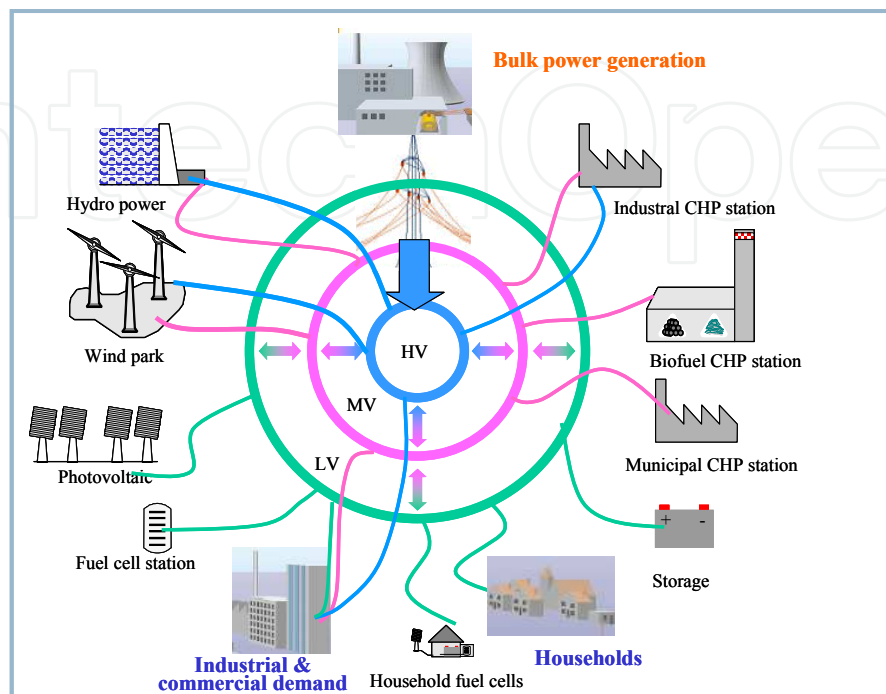 Bulk power generation
Hydro power
Industral CHP station
Wind park
HV
Biofuel CHP station
MV
LV
Photovoltaic
Municipal CHP station
+ -
Fuel cell station
Storage
Industrial &
commercial demand
Household fuel cells
Households